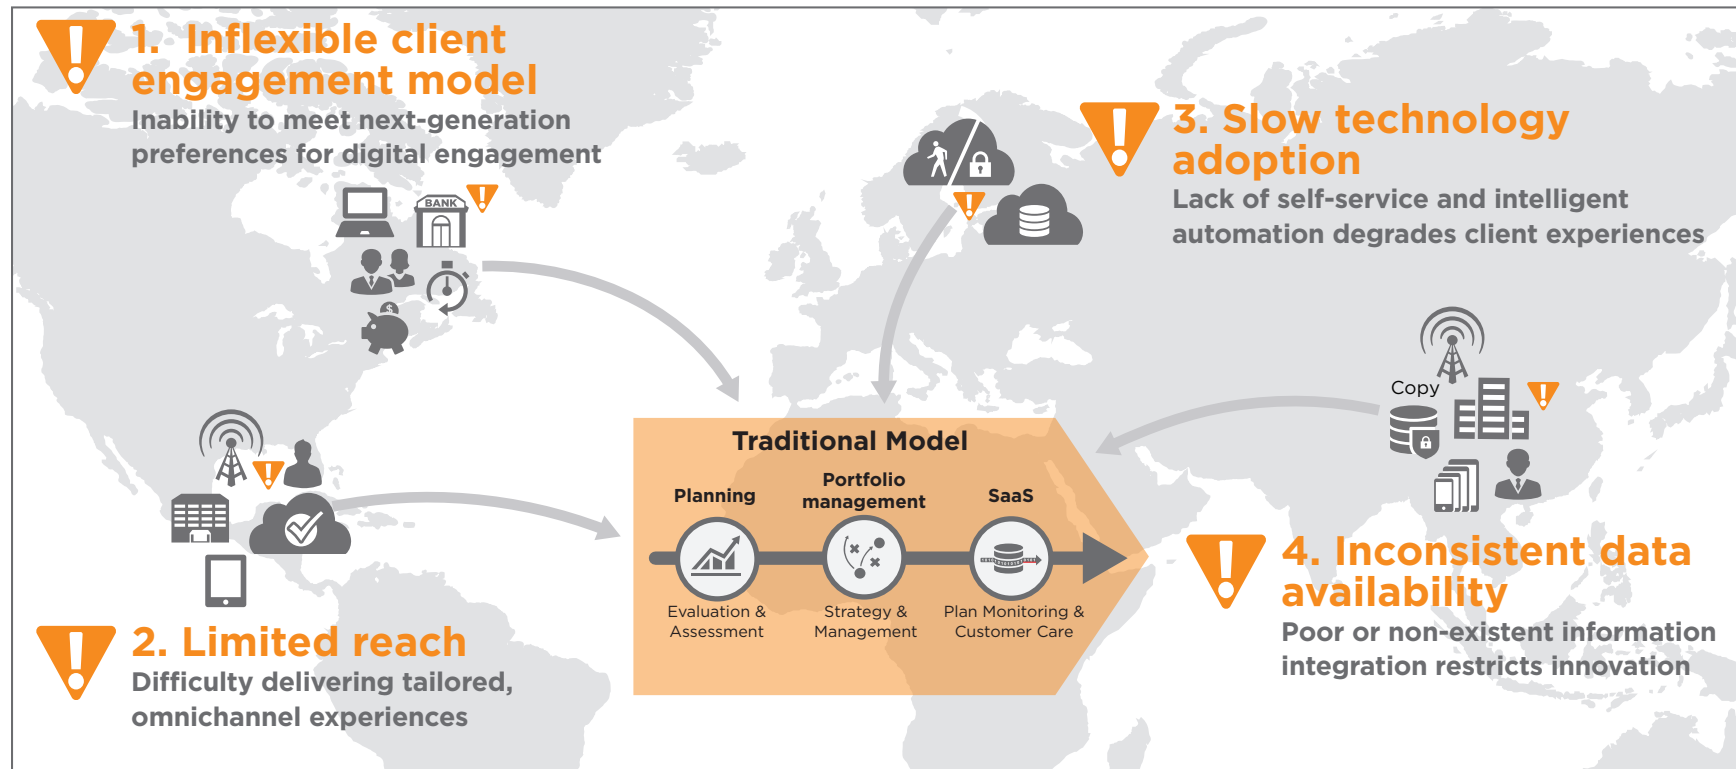 1. Inflexible client
engagement model
Inability to meet next-generation
preferences for digital engagement
BANK
$
2. Limited reach
Difficulty delivering tailored,
omnichannel experiences
3. Slow technology
adoption
Lack of self-service and intelligent
automation degrades client experiences
Copy
4. Inconsistent data
availability
Poor or non-existent information
integration restricts innovation
Traditional Model
Planning
Evaluation &
Assessment
Portfolio
management
Strategy &
Management
SaaS
Plan Monitoring &
Customer Care